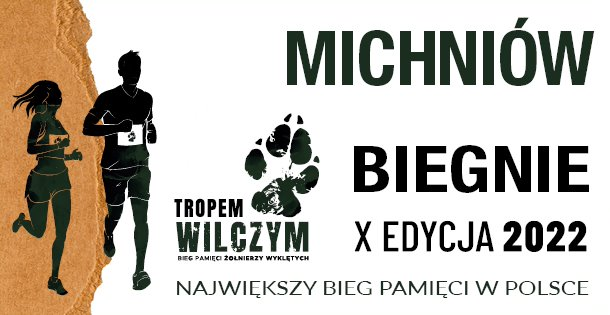 MICHNIÓW
BIEGNIE
X EDYCJA 2022
TROPEM
WILCZYM
BIEG PAMIĘCI ŻOŁNIERZY WYKLĘTYCH
NAJWIĘKSZY BIEG PAMIĘCI W POLSCE